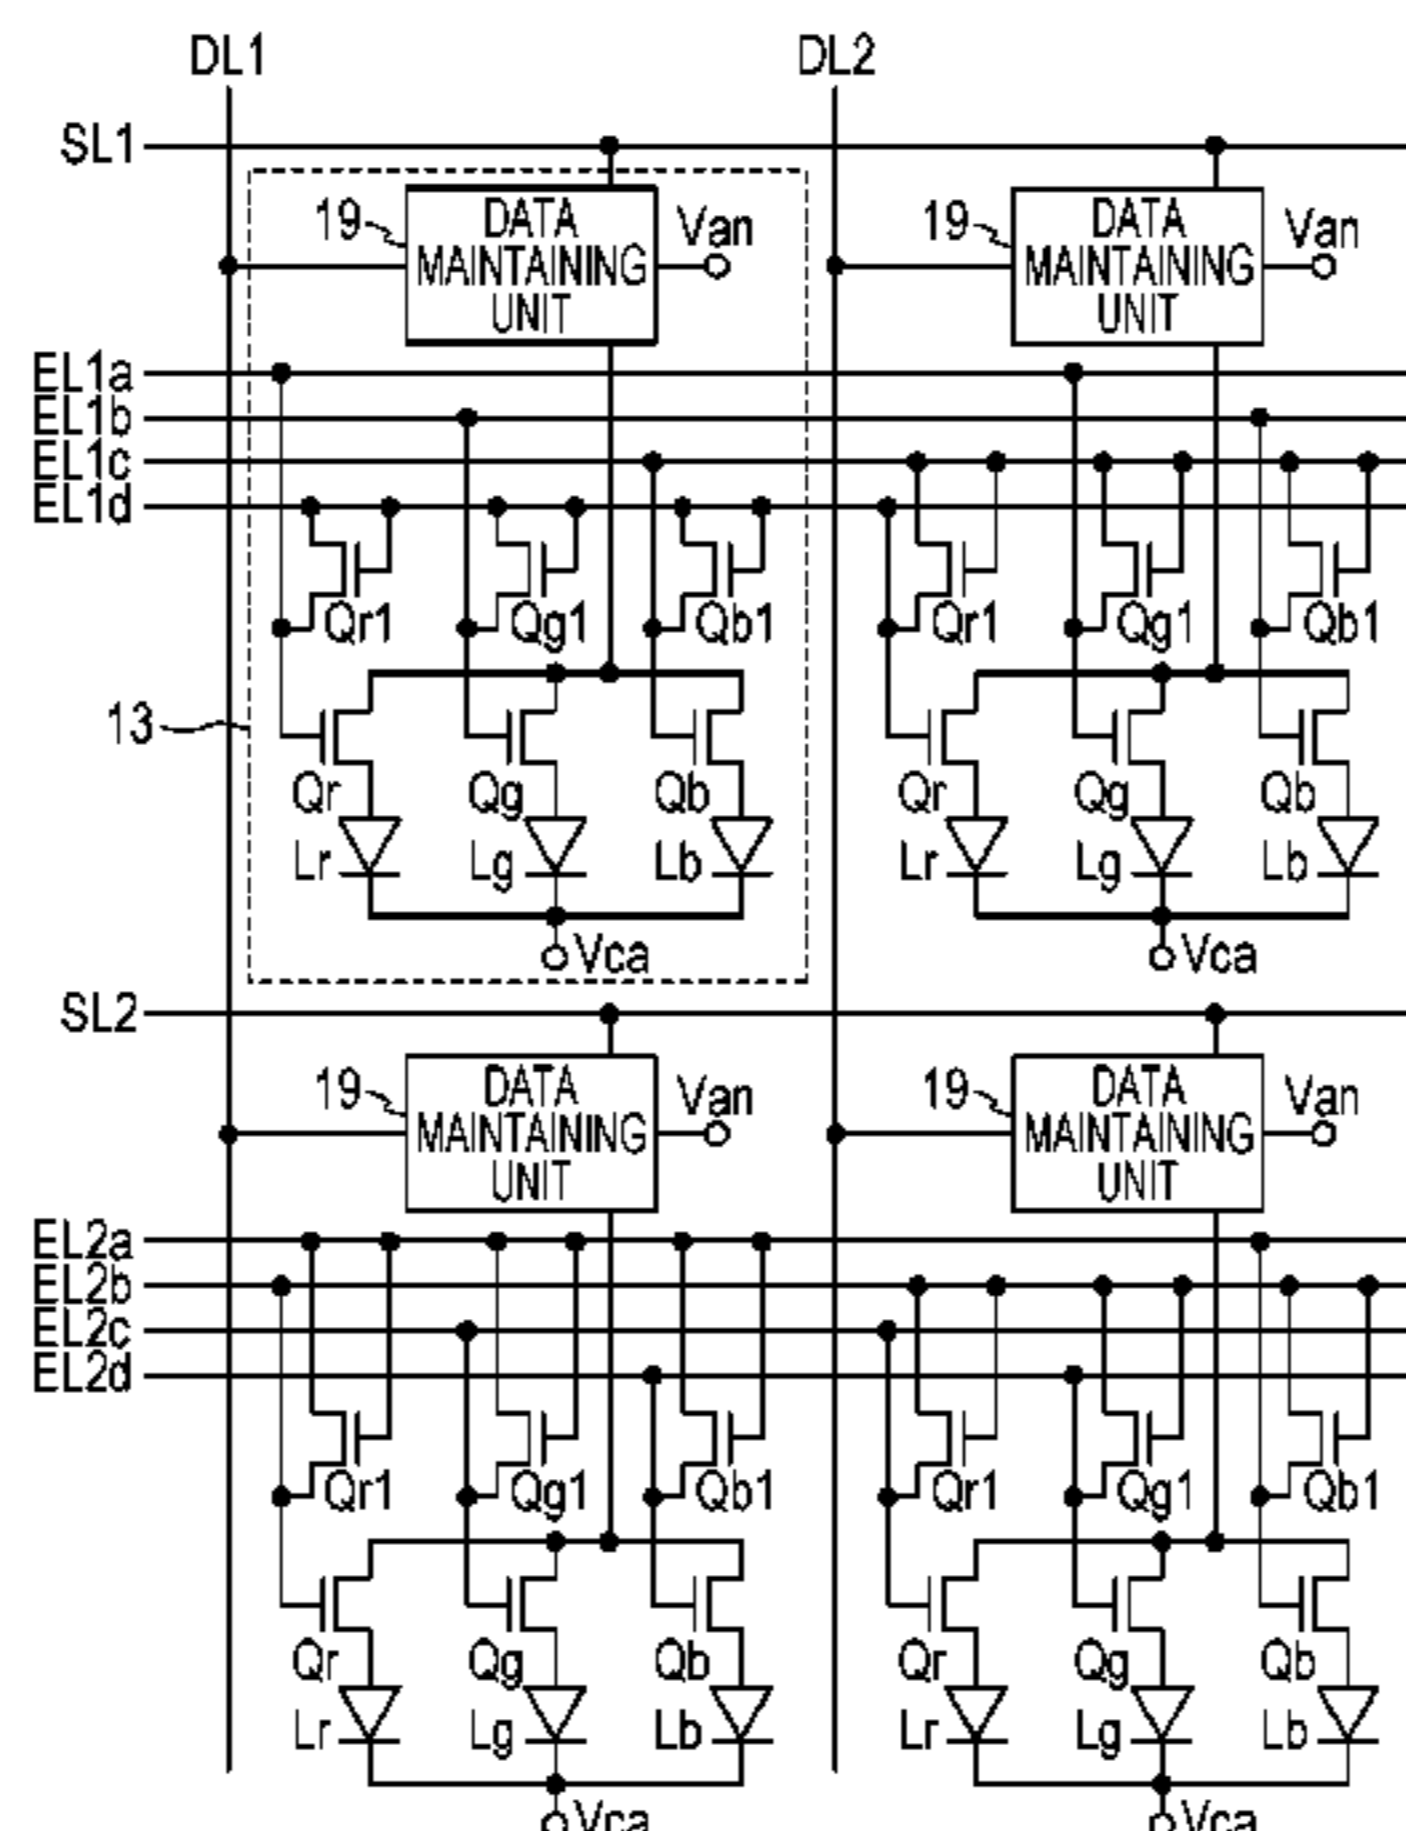 DL1 DL2
SL1
19 DATA MAINTAINING UNIT Van 19 DATA MAINTAINING UNIT Van
EL1a
EL1b
EL1c
EL1d
Qr1 Qg1 Qb1 Qr1 Qg1 Qb1
13
Qr Qg Qb Qr Qg Qb
Lr Lg Lb Lr Lg Lb
Vca Vca
SL2
19 DATA MAINTAINING UNIT Van 19 DATA MAINTAINING UNIT Van
EL2a
EL2b
EL2c
EL2d
Qr1 Qg1 Qb1 Qr1 Qg1 Qb1
Qr Qg Qb Qr Qg Qb
Lr Lg Lb Lr Lg Lb
Vca Vca